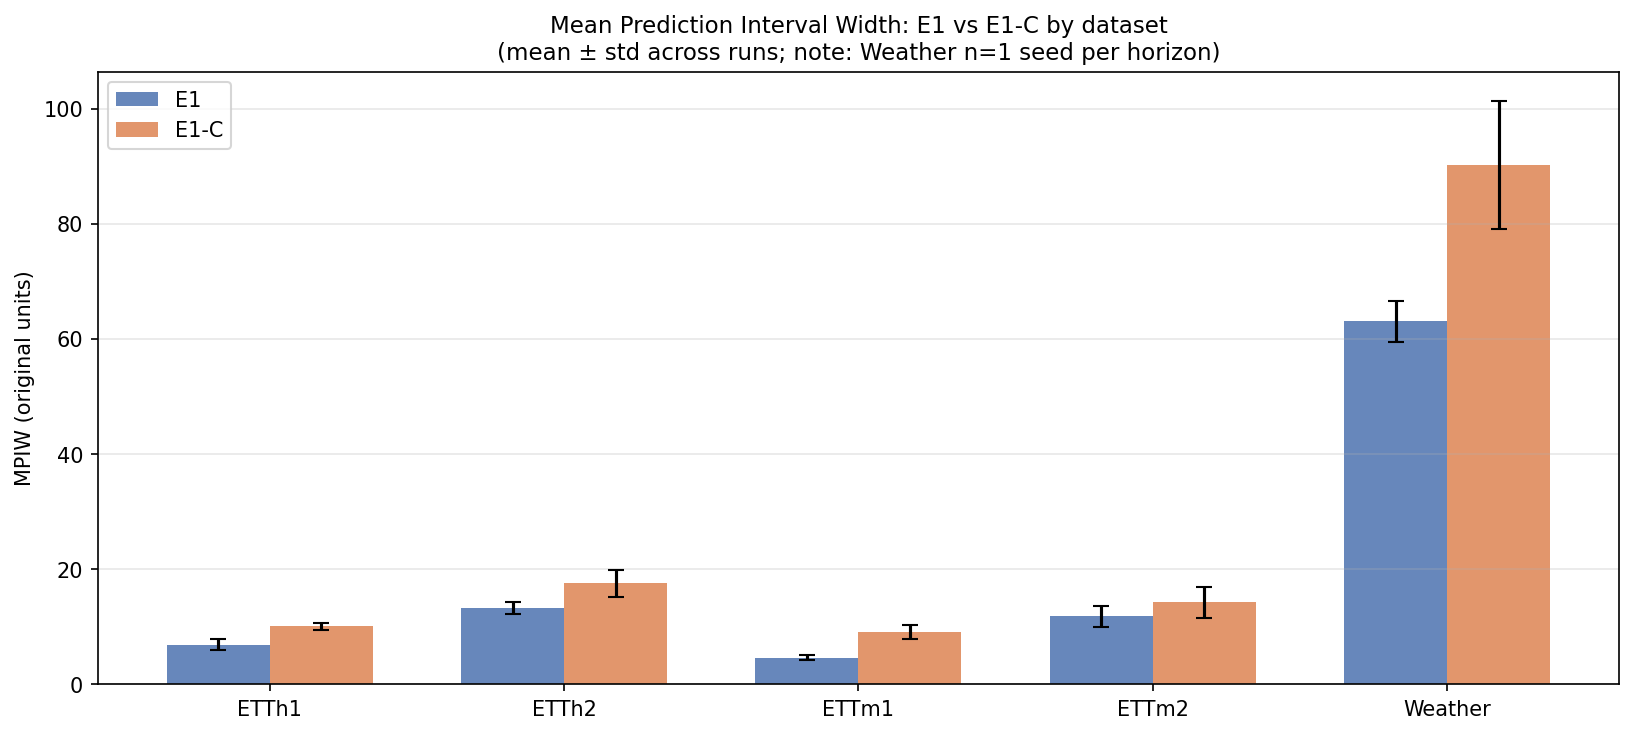 Mean Prediction Interval Width: E1 vs E1-C by dataset
(mean ± std across runs; note: Weather n=1 seed per horizon)
E1
E1-C
MPIW (original units)
100
80
60
40
20
0
ETTh1
ETTh2
ETTm1
ETTm2
Weather